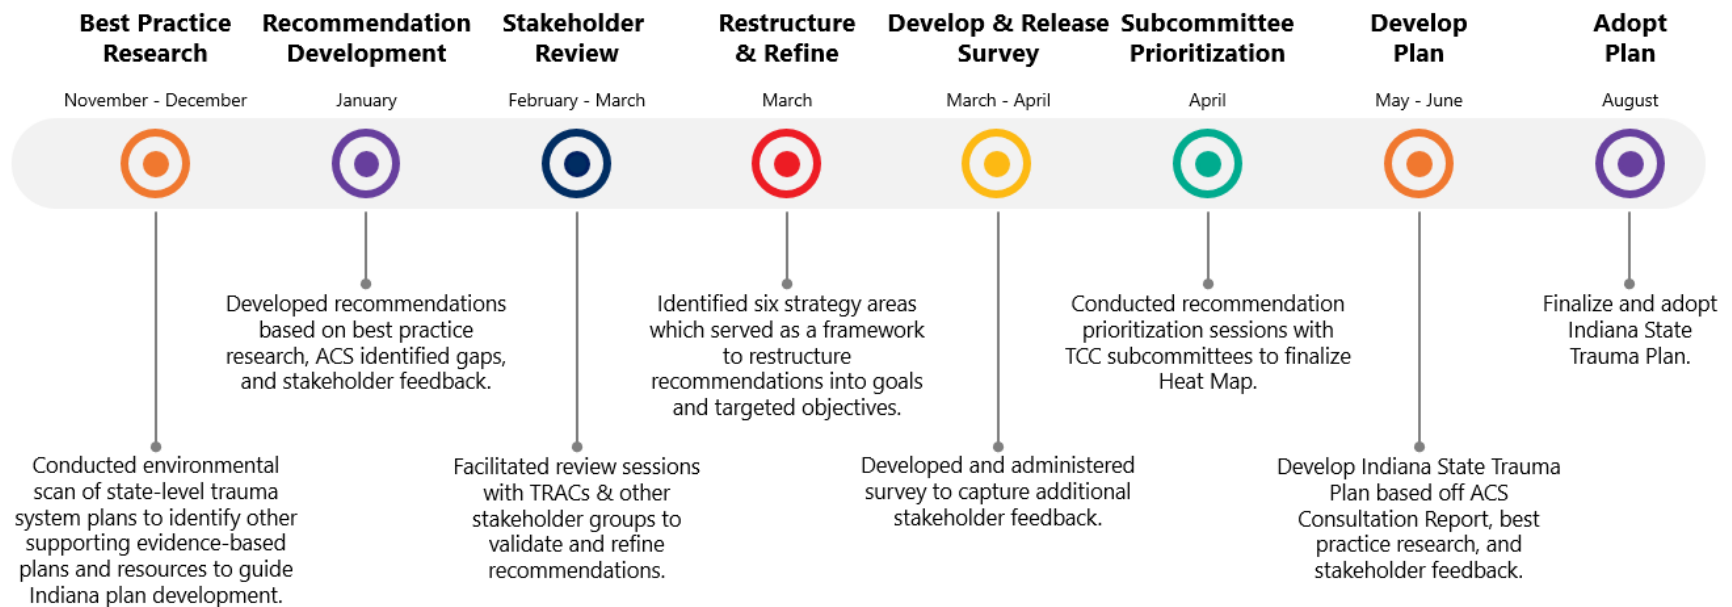 Best Practice
Research
November - December
Conducted environmental
scan of state-level trauma
system plans to identify other
supporting evidence-based
plans and resources to guide
Indiana plan development.
Recommendation
Development
January
Developed recommendations
based on best practice
research, ACS identified gaps,
and stakeholder feedback.
Stakeholder
Review
February - March
Facilitated review sessions
with TRACs & other
stakeholder groups to
validate and refine
recommendations.
Restructure
& Refine
March
Identified six strategy areas
which served as a framework
to restructure
recommendations into goals
and targeted objectives.
Develop & Release
Survey
March - April
Developed and administered
survey to capture additional
stakeholder feedback.
Subcommittee
Prioritization
April
Conducted recommendation
prioritization sessions with
TCC subcommittees to finalize
Heat Map.
Develop
Plan
May - June
Develop Indiana State Trauma
Plan based off ACS
Consultation Report, best
practice research, and
stakeholder feedback.
Adopt
Plan
August
Finalize and adopt
Indiana State
Trauma Plan.